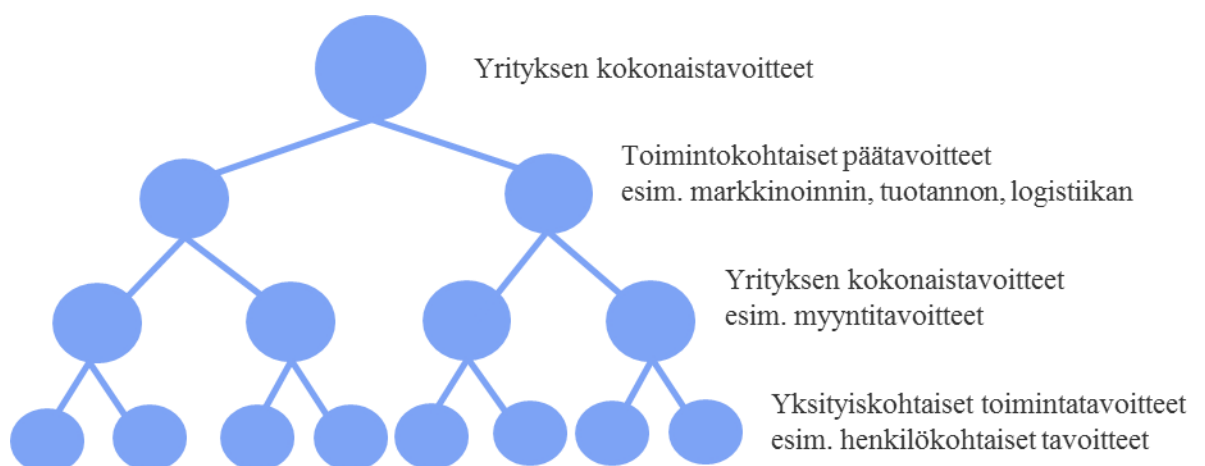 Yrityksen kokonaistavoitteet
Toimintokohtaiset päätavoitteet
esim. markkinoinnin, tuotannon, logistiikan
Yrityksen kokonaistavoitteet
esim. myyntitavoitteet
Yksityiskohtaiset toimintatavoitteet
esim. henkilökohtaiset tavoitteet